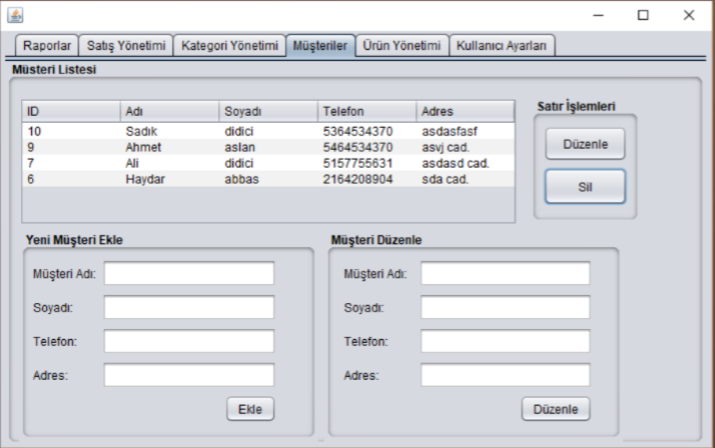 Raporlar Satış Yönetimi Kategori Yönetimi Müşteriler Ürün Yönetimi Kullanıcı Ayarları
Müsteri Listesi
ID Adı Soyadı Telefon Adres
10 Sadık didici 5364534370 asdasfasf
9 Ahmet aslan 5464534370 asvj cad.
7 Ali didici 5157755631 asdasd cad.
6 Haydar abbas 2164208904 sda cad.
Satır İşlemleri
Düzenle
Sil
Yeni Müşteri Ekle
Müşteri Adı:
Soyadı:
Telefon:
Adres:
Ekle
Müşteri Düzenle
Müşteri Adı:
Soyadı:
Telefon:
Adres:
Düzenle